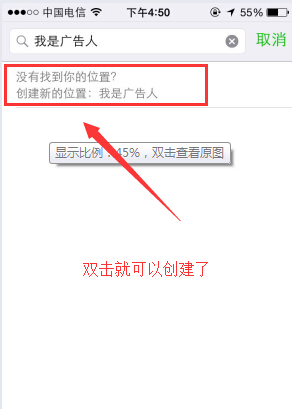 中国电信 下午4:50 55%
我是广告人 取消
没有找到你的位置?
创建新的位置：我是广告人
显示比例：45%，双击查看原图
双击就可以创建了